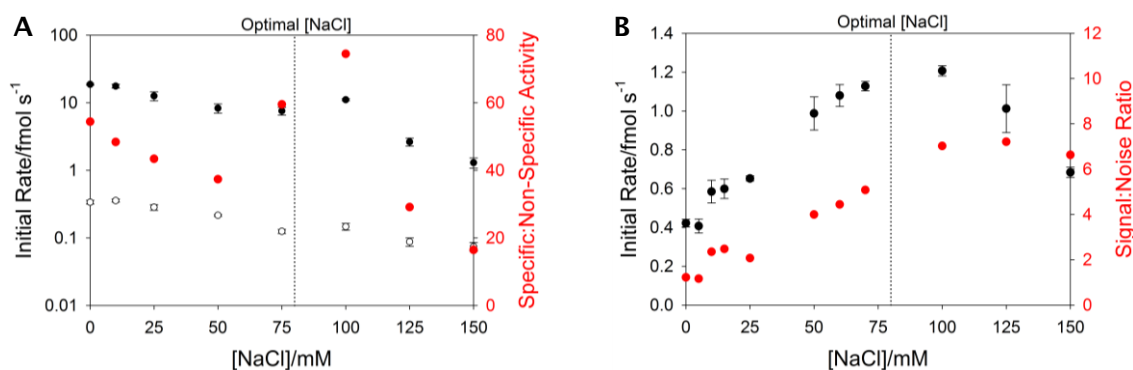 A
Optimal [NaCl]
Initial Rate/fmol s⁻¹
100
10
1
0.1
0.01
Specific:Non-Specific Activity
80
60
40
20
0
0 25 50 75 100 125 150
[NaCl]/mM
B
Optimal [NaCl]
Initial Rate/fmol s⁻¹
1.4
1.2
1.0
0.8
0.6
0.4
0.2
0.0
Signal:Noise Ratio
12
10
8
6
4
2
0
0 25 50 75 100 125 150
[NaCl]/mM